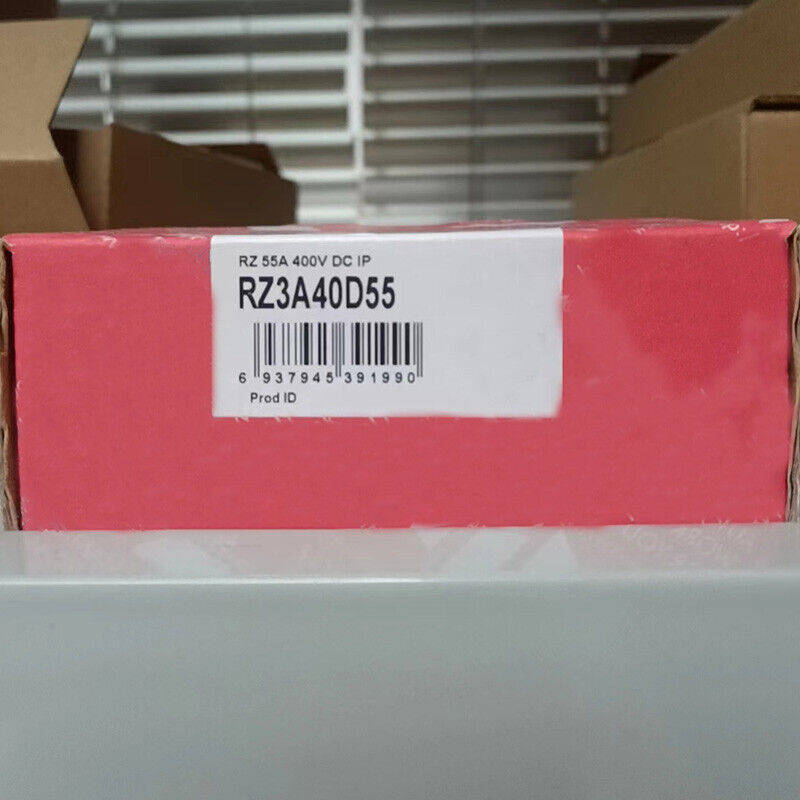 RZ 55A 400V DC IP
RZ3A40D55
6 937945 391990
Prod ID